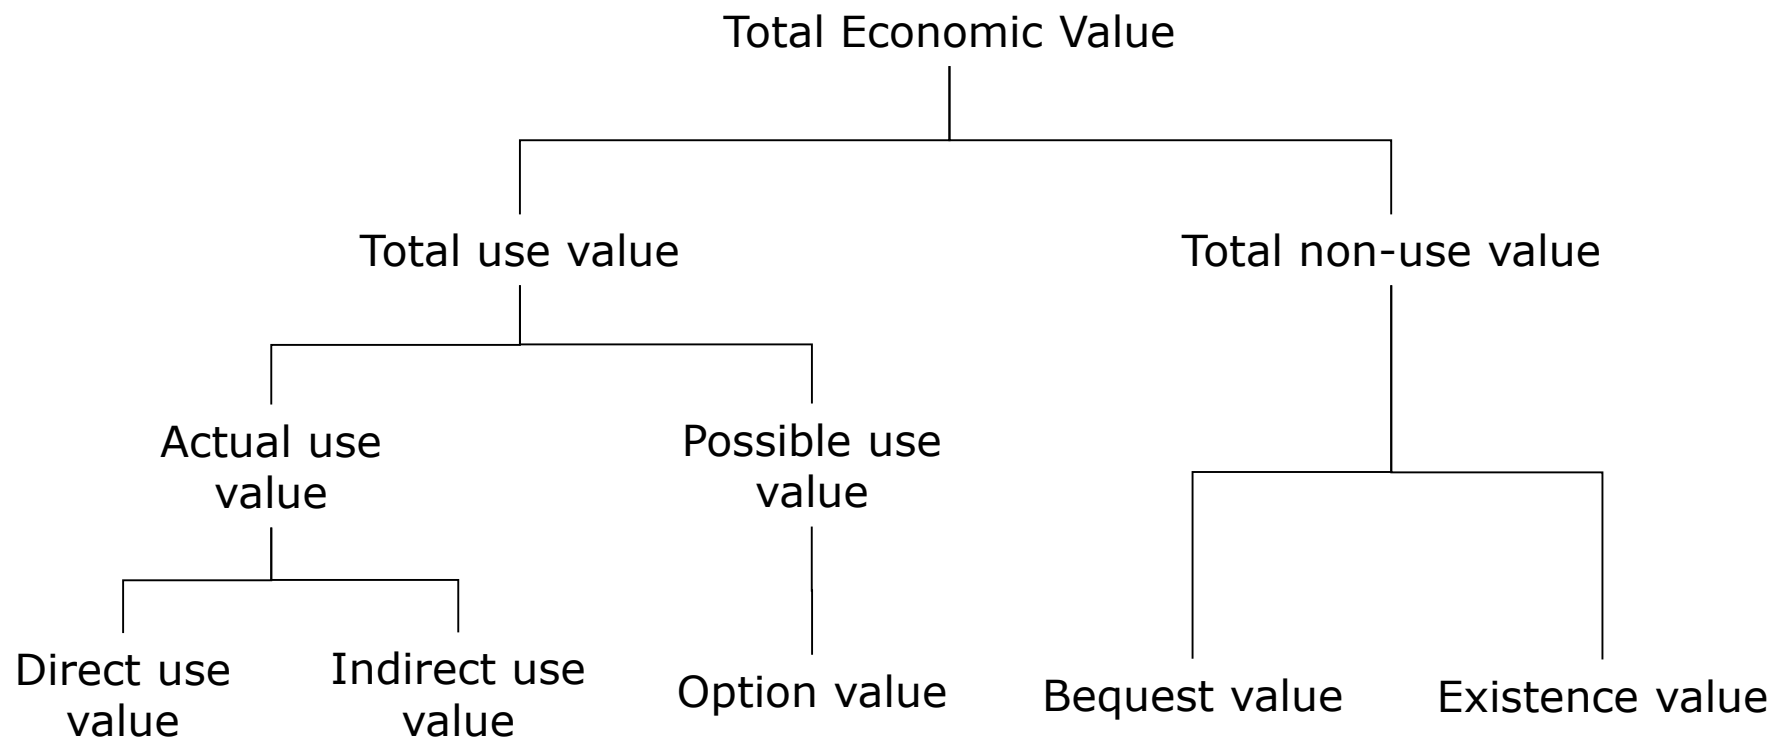 Total Economic Value
Total use value
Total non-use value
Actual use
value
Possible use
value
Direct use
value
Indirect use
value
Option value
Bequest value
Existence value